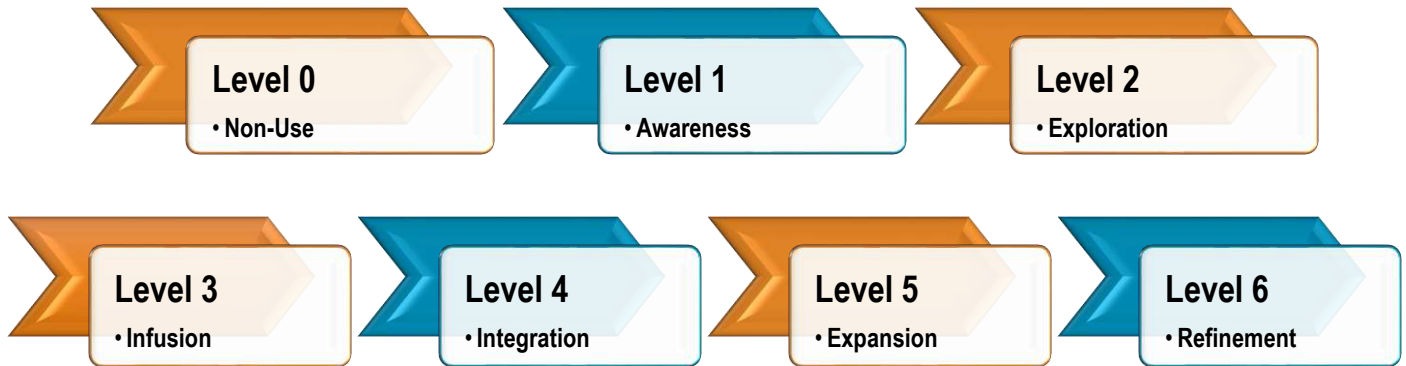 Level 0
• Non-Use
Level 1
• Awareness
Level 2
• Exploration
Level 3
• Infusion
Level 4
• Integration
Level 5
• Expansion
Level 6
• Refinement